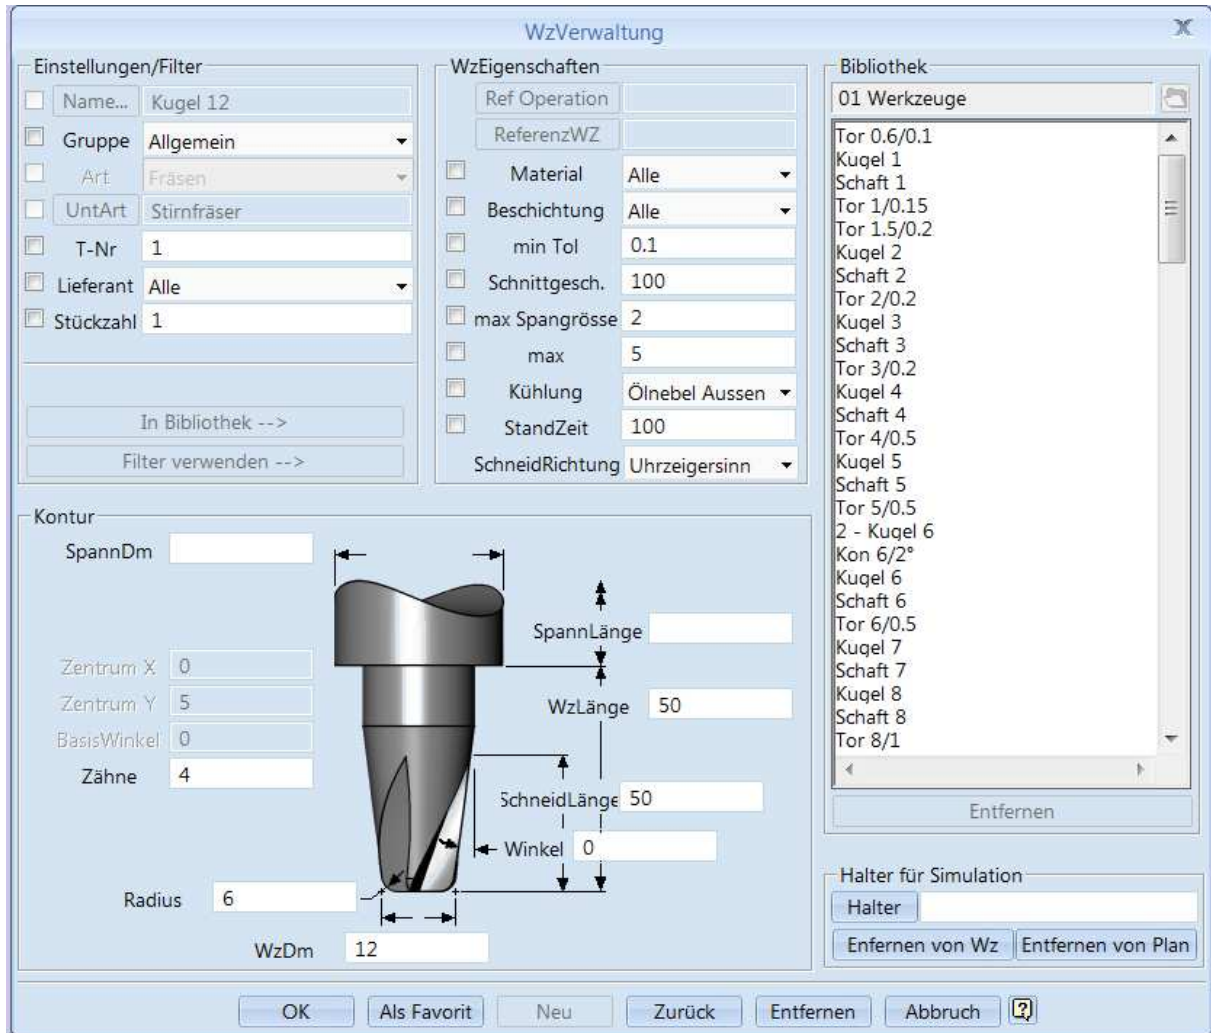 WzVerwaltung
X
Einstellungen/Filter
Name... Kugel 12
Gruppe Allgemein
Art Fräsen
UntArt Stirnfräser
T-Nr 1
Lieferant Alle
Stückzahl 1
In Bibliothek -->
Filter verwenden -->
WzEigenschaften
Ref Operation
ReferenzWZ
Material Alle
Beschichtung Alle
min Tol 0.1
Schnittgesch. 100
max Spangrösse 2
max 5
Kühlung Ölnebel Aussen
StandZeit 100
SchneidRichtung Uhrzeigersinn
Bibliothek
01 Werkzeuge
Tor 0.6/0.1
Kugel 1
Schaft 1
Tor 1/0.15
Tor 1.5/0.2
Kugel 2
Schaft 2
Tor 2/0.2
Kugel 3
Schaft 3
Tor 3/0.2
Kugel 4
Schaft 4
Tor 4/0.5
Kugel 5
Schaft 5
Tor 5/0.5
2 - Kugel 6
Kon 6/2°
Kugel 6
Schaft 6
Tor 6/0.5
Kugel 7
Schaft 7
Kugel 8
Schaft 8
Tor 8/1
Entfernen
Kontur
SpannDm
SpannLänge
Zentrum X 0
Zentrum Y 5
BasisWinkel 0
Zähne 4
WzLänge 50
SchneidLänge 50
Winkel 0
Radius 6
WzDm 12
Halter für Simulation
Halter
Enfernen von Wz Entfernen von Plan
OK Als Favorit Neu Zurück Entfernen Abbruch ?